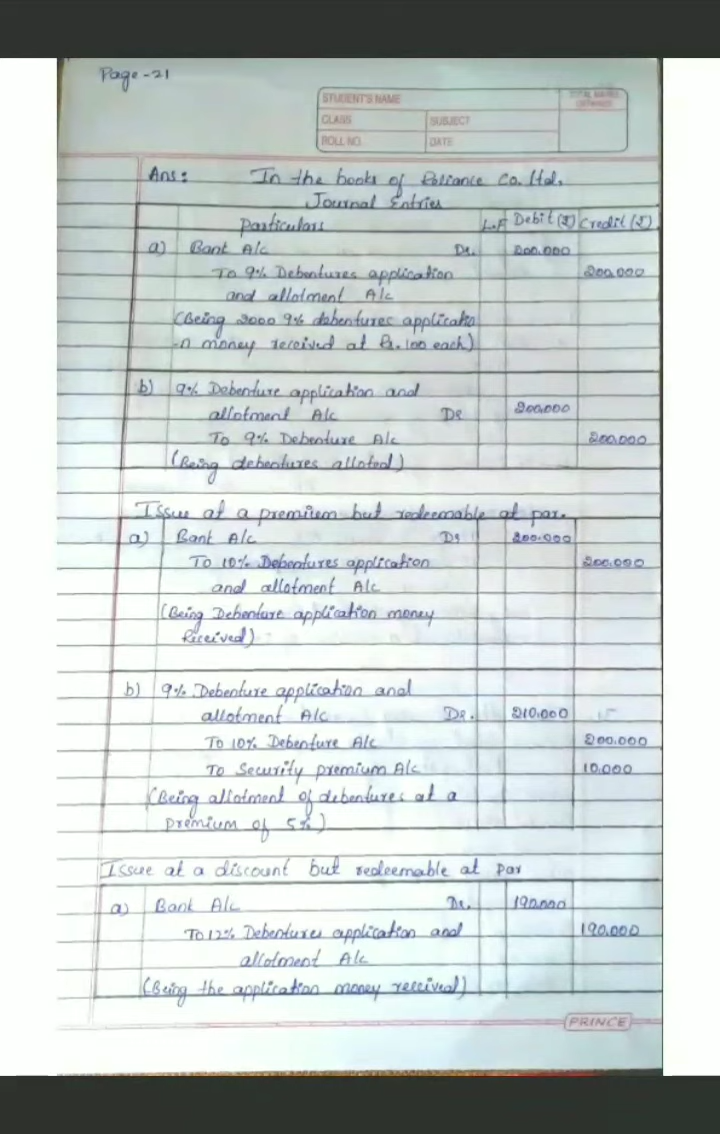 Page-21
STUDENT'S NAME
TOTAL MARKS
CLASS SUBJECT
ROLL NO. DATE
Ans: In the books of Reliance Co. ltd.
Journal Entries
Particulars L.F Debit (₹) Credit (₹)
a) Bank A/c Dr. 200.000
To 9% Debentures application 200,000
and allolment A/c
(Being 2000 9% debentures applicatio
-n money received at Rs. 100 each)
b) 9% Debenture application and
allotment A/c Dr 200.000
To 9% Debenture A/c 200.000
(Being debentures alloted)
Issue at a premium but redeemable at par.
a) Bank A/c Dr 200.000
To 10% Debentures application 200.000
and allotment A/c
(Being Debenture application money
Received)
b) 9% Debenture application and
allotment A/c Dr. 210.000
To 10% Debenture A/c 200.000
To Security premium A/c 10.000
(Being allotment of debentures at a
premium of 5%)
Issue at a discount but redeemable at par
a) Bank A/c Dr. 190.000
To 12% Debentures application and 190.000
allotment A/c
(Being the application money received)
PRINCE